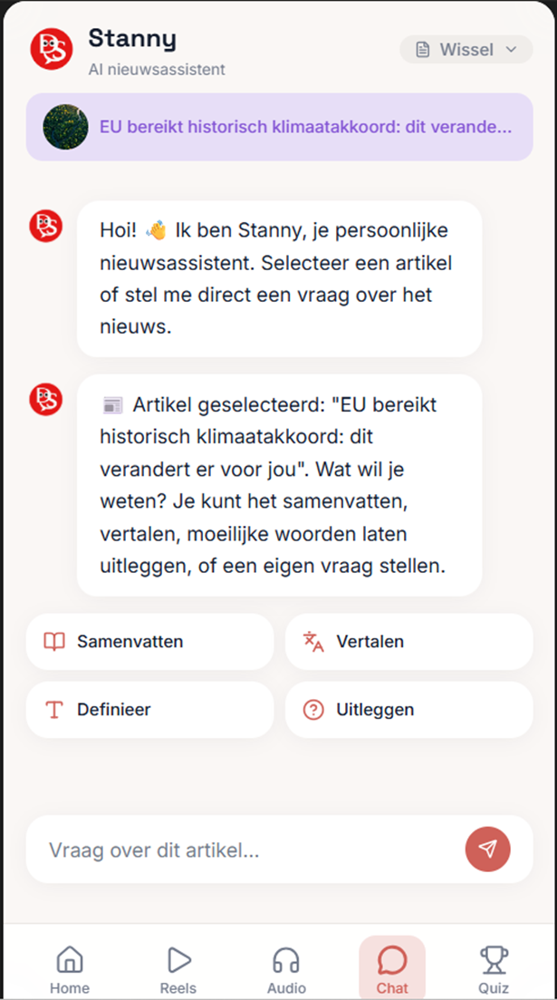 Stanny
AI nieuwsassistent
Wissel
EU bereikt historisch klimaatakkoord: dit verande...
Hoi! 👋 Ik ben Stanny, je persoonlijke
nieuwsassistent. Selecteer een artikel
of stel me direct een vraag over het
nieuws.
📰 Artikel geselecteerd: "EU bereikt
historisch klimaatakkoord: dit
verandert er voor jou". Wat wil je
weten? Je kunt het samenvatten,
vertalen, moeilijke woorden laten
uitleggen, of een eigen vraag stellen.
Samenvatten
Vertalen
Definieer
Uitleggen
Vraag over dit artikel...
Home
Reels
Audio
Chat
Quiz